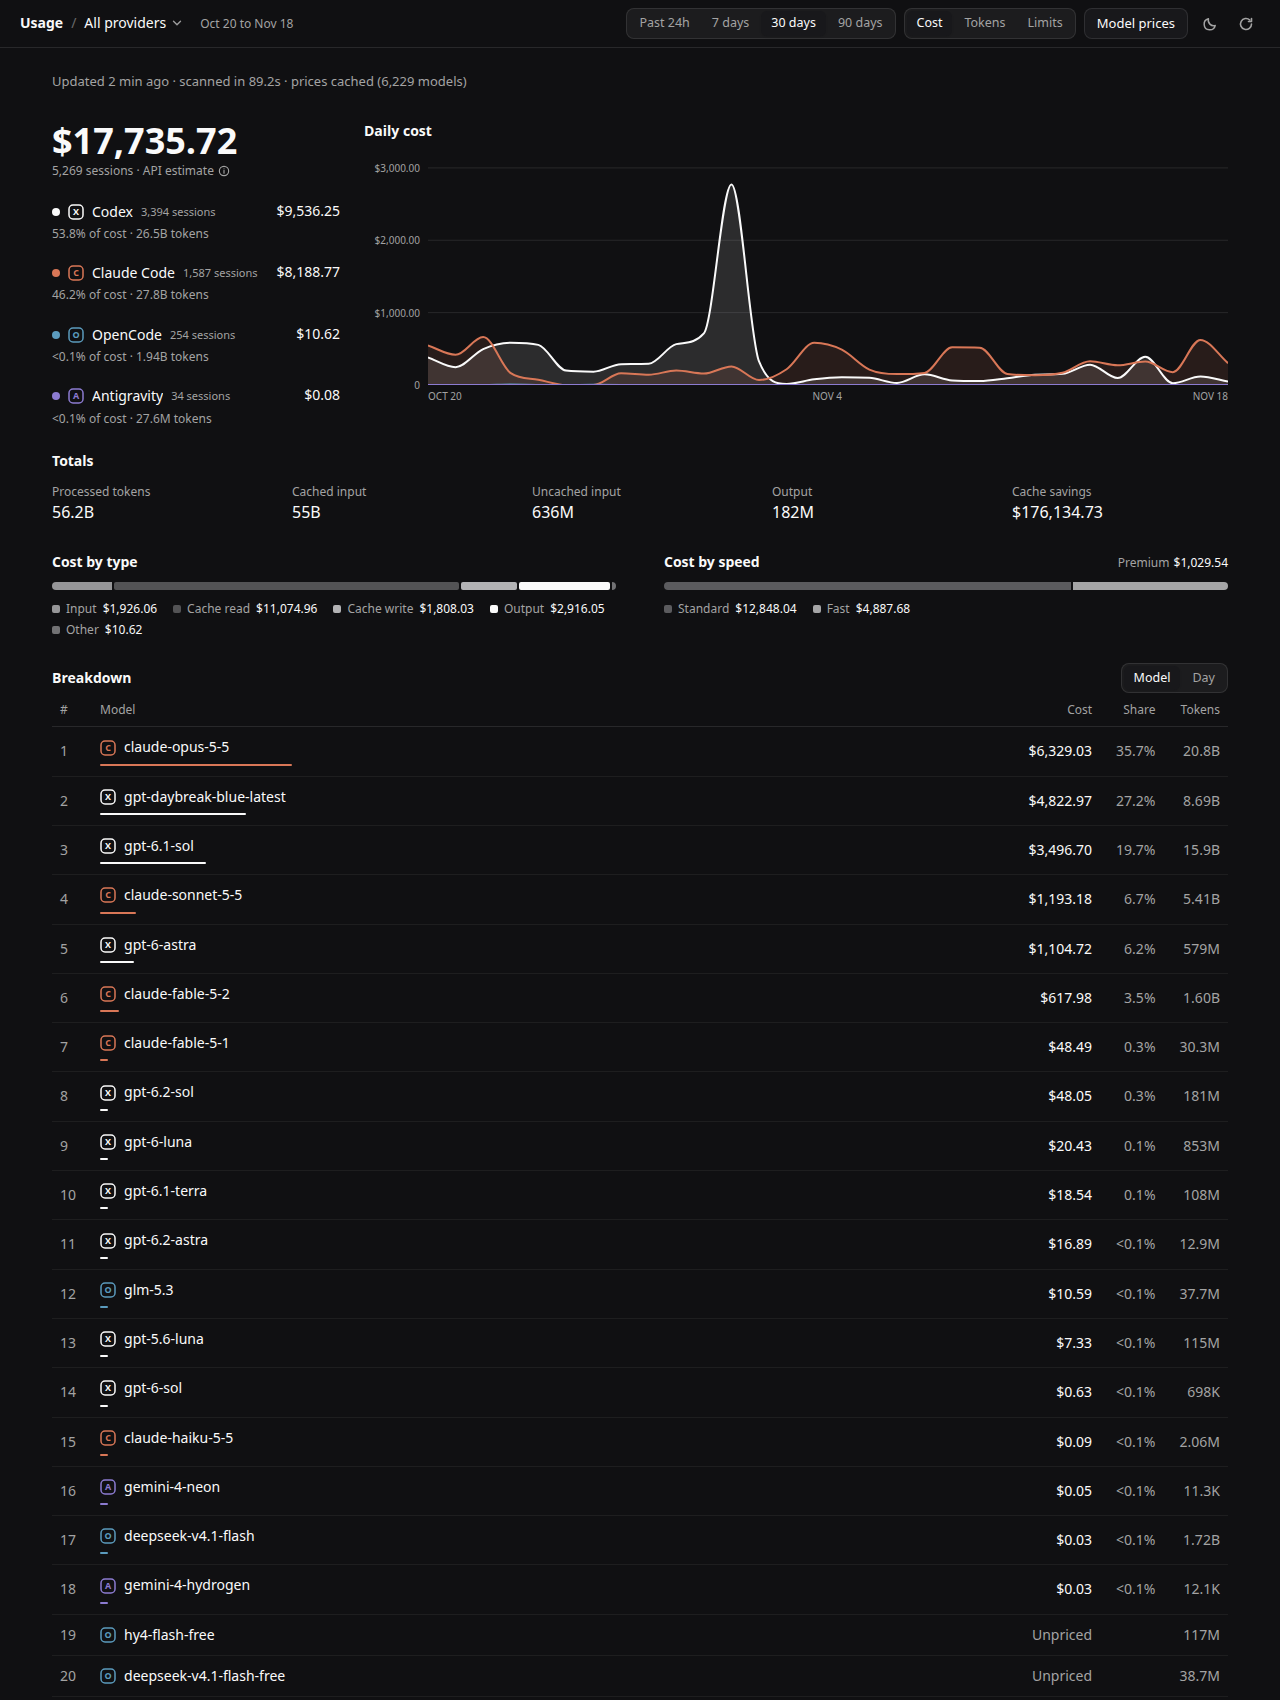 Usage / All providers Oct 20 to Nov 18 Past 24h 7 days 30 days 90 days Cost Tokens Limits Model prices
Updated 2 min ago · scanned in 89.2s · prices cached (6,229 models)
$17,735.72
5,269 sessions · API estimate
X Codex 3,394 sessions $9,536.25
53.8% of cost · 26.5B tokens
C Claude Code 1,587 sessions $8,188.77
46.2% of cost · 27.8B tokens
O OpenCode 254 sessions $10.62
<0.1% of cost · 1.94B tokens
A Antigravity 34 sessions $0.08
<0.1% of cost · 27.6M tokens
Daily cost
$3,000.00
$2,000.00
$1,000.00
0
OCT 20 NOV 4 NOV 18
Totals
Processed tokens Cached input Uncached input Output Cache savings
56.2B 55B 636M 182M $176,134.73
Cost by type
Input $1,926.06 Cache read $11,074.96 Cache write $1,808.03 Output $2,916.05
Other $10.62
Cost by speed Premium $1,029.54
Standard $12,848.04 Fast $4,887.68
Breakdown Model Day
# Model Cost Share Tokens
1 C claude-opus-5-5 $6,329.03 35.7% 20.8B
2 X gpt-daybreak-blue-latest $4,822.97 27.2% 8.69B
3 X gpt-6.1-sol $3,496.70 19.7% 15.9B
4 C claude-sonnet-5-5 $1,193.18 6.7% 5.41B
5 X gpt-6-astra $1,104.72 6.2% 579M
6 C claude-fable-5-2 $617.98 3.5% 1.60B
7 C claude-fable-5-1 $48.49 0.3% 30.3M
8 X gpt-6.2-sol $48.05 0.3% 181M
9 X gpt-6-luna $20.43 0.1% 853M
10 X gpt-6.1-terra $18.54 0.1% 108M
11 X gpt-6.2-astra $16.89 <0.1% 12.9M
12 O glm-5.3 $10.59 <0.1% 37.7M
13 X gpt-5.6-luna $7.33 <0.1% 115M
14 X gpt-6-sol $0.63 <0.1% 698K
15 C claude-haiku-5-5 $0.09 <0.1% 2.06M
16 A gemini-4-neon $0.05 <0.1% 11.3K
17 O deepseek-v4.1-flash $0.03 <0.1% 1.72B
18 A gemini-4-hydrogen $0.03 <0.1% 12.1K
19 O hy4-flash-free Unpriced 117M
20 O deepseek-v4.1-flash-free Unpriced 38.7M